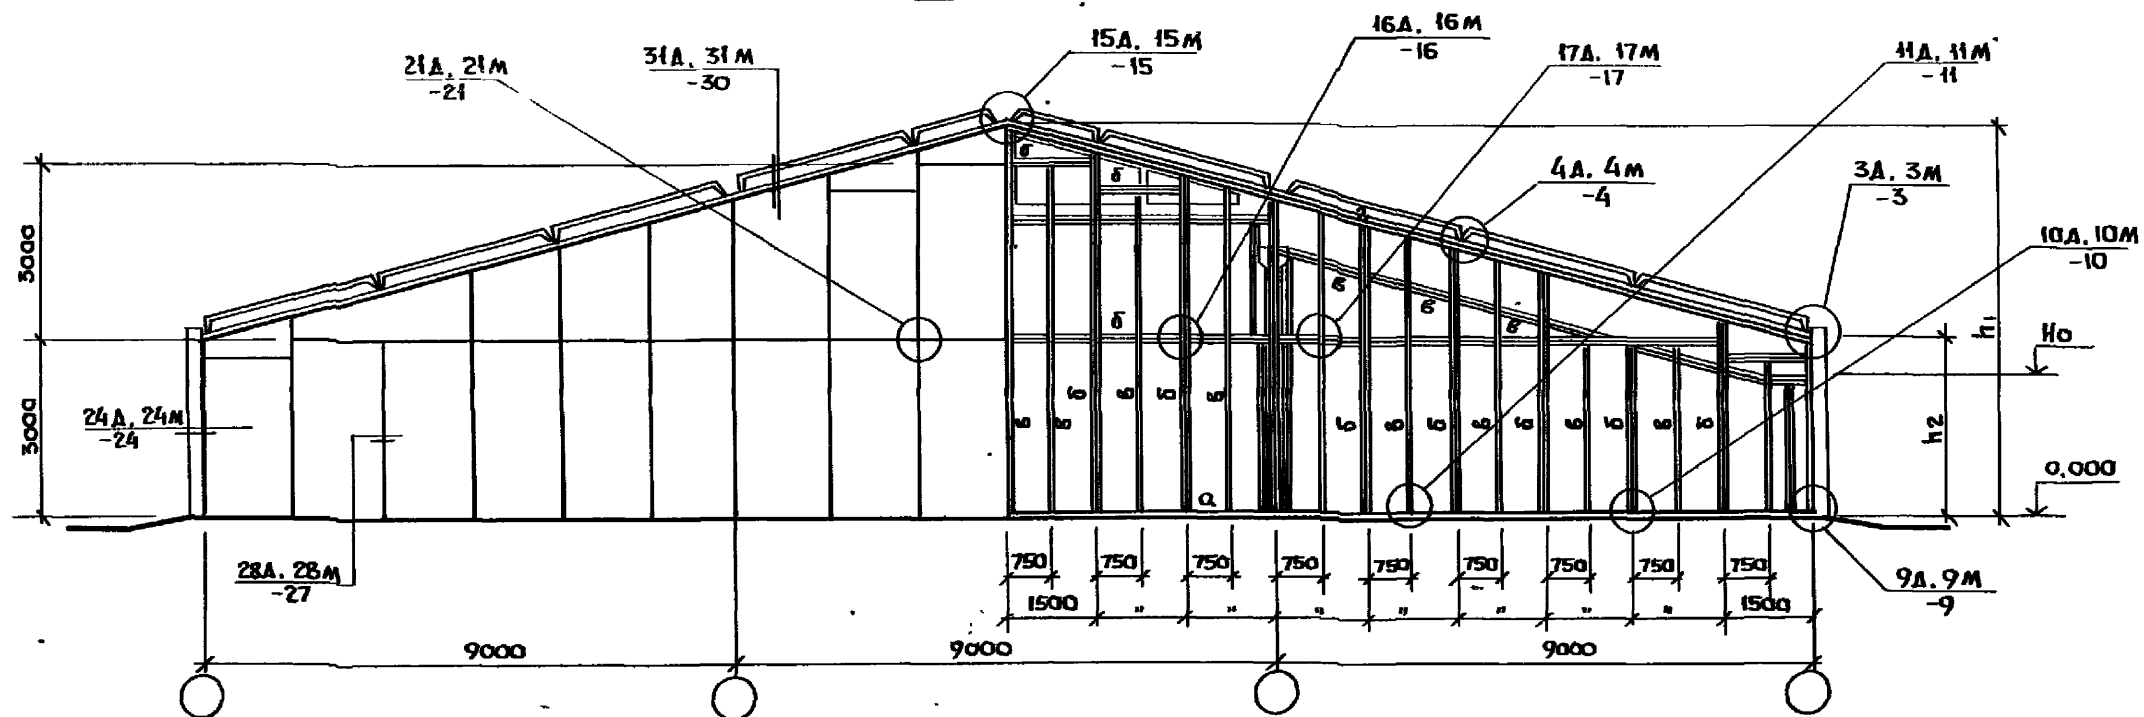 21Д, 21М
-21
31Д, 31М
-30
15Д, 15М
-15
16Д, 16М
-16
17Д, 17М
-17
11Д, 11М
-11
4Д, 4М
-4
3Д, 3М
-3
10Д, 10М
-10
б
б
б
в
в
в
3000
3000
h1
h2
Но
0,000
24Д, 24М
-24
28Д, 28М
-27
в
в
б
в
б
в
б
в
б
в
б
в
б
в
б
а
750
750
750
750
750
750
750
750
750
1500
"
"
"
"
"
"
"
1500
9Д, 9М
-9
9000
9000
9000